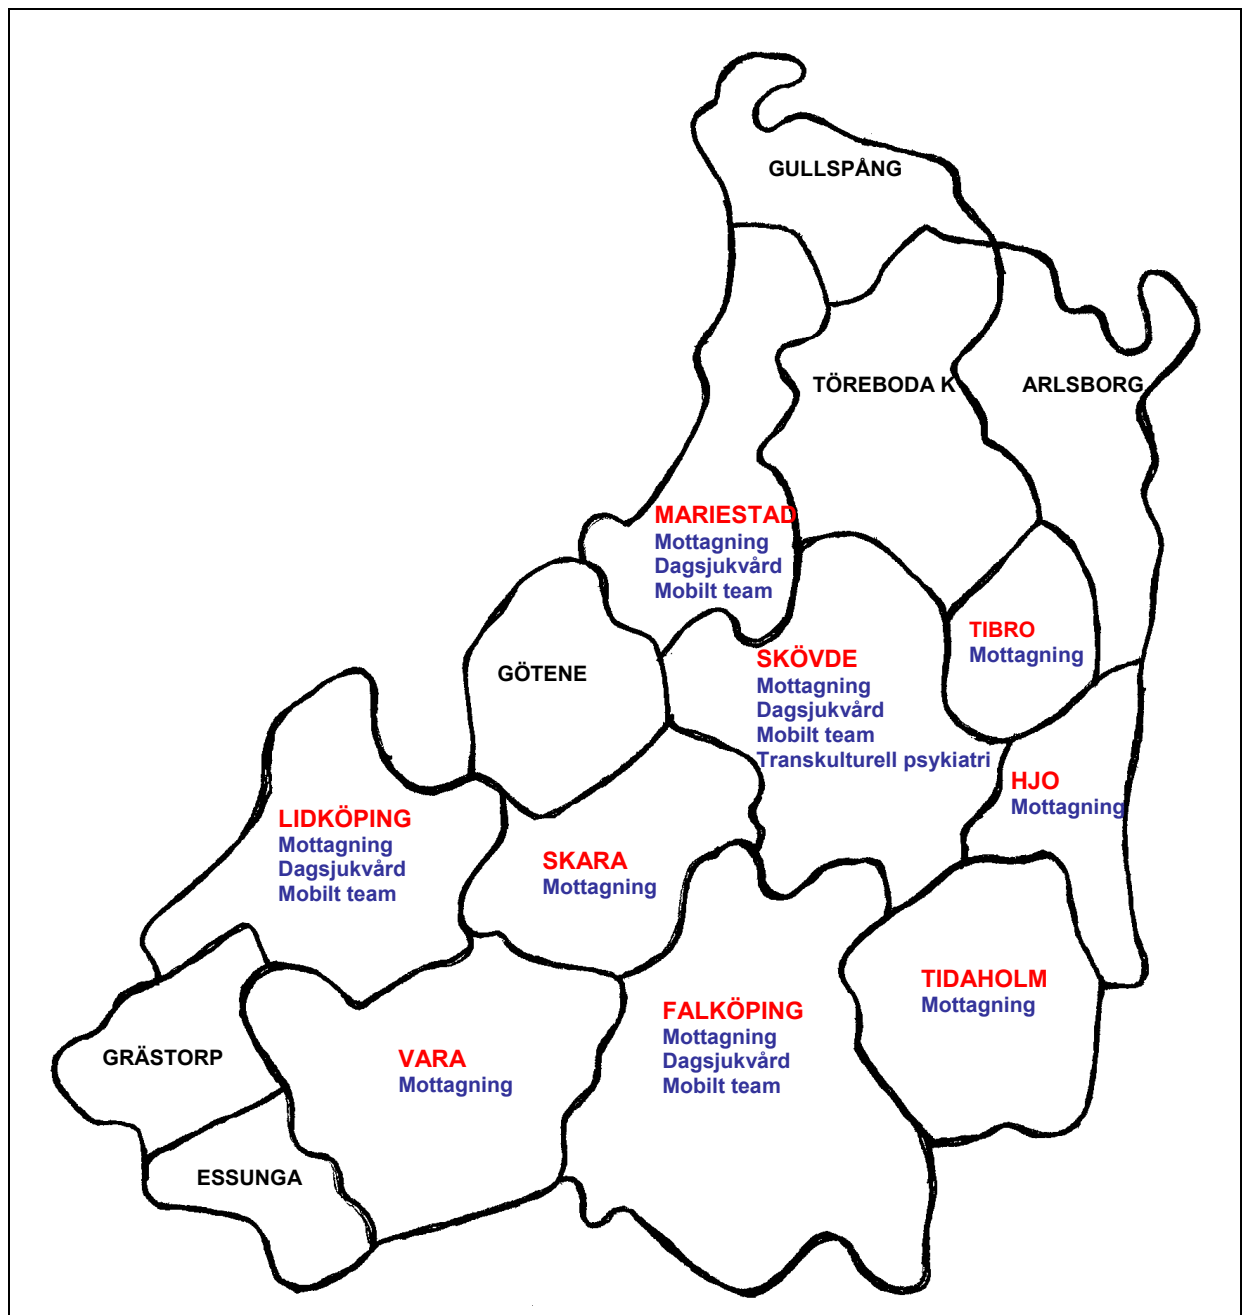 GULLSPÅNG
TÖREBODA K
ARLSBORG
MARIESTAD
Mottagning
Dagsjukvård
Mobilt team
TIBRO
Mottagning
SKÖVDE
Mottagning
Dagsjukvård
Mobilt team
Transkulturell psykiatri
GÖTENE
HJO
Mottagning
LIDKÖPING
Mottagning
Dagsjukvård
Mobilt team
SKARA
Mottagning
TIDAHOLM
Mottagning
FALKÖPING
Mottagning
Dagsjukvård
Mobilt team
GRÄSTORP
VARA
Mottagning
ESSUNGA